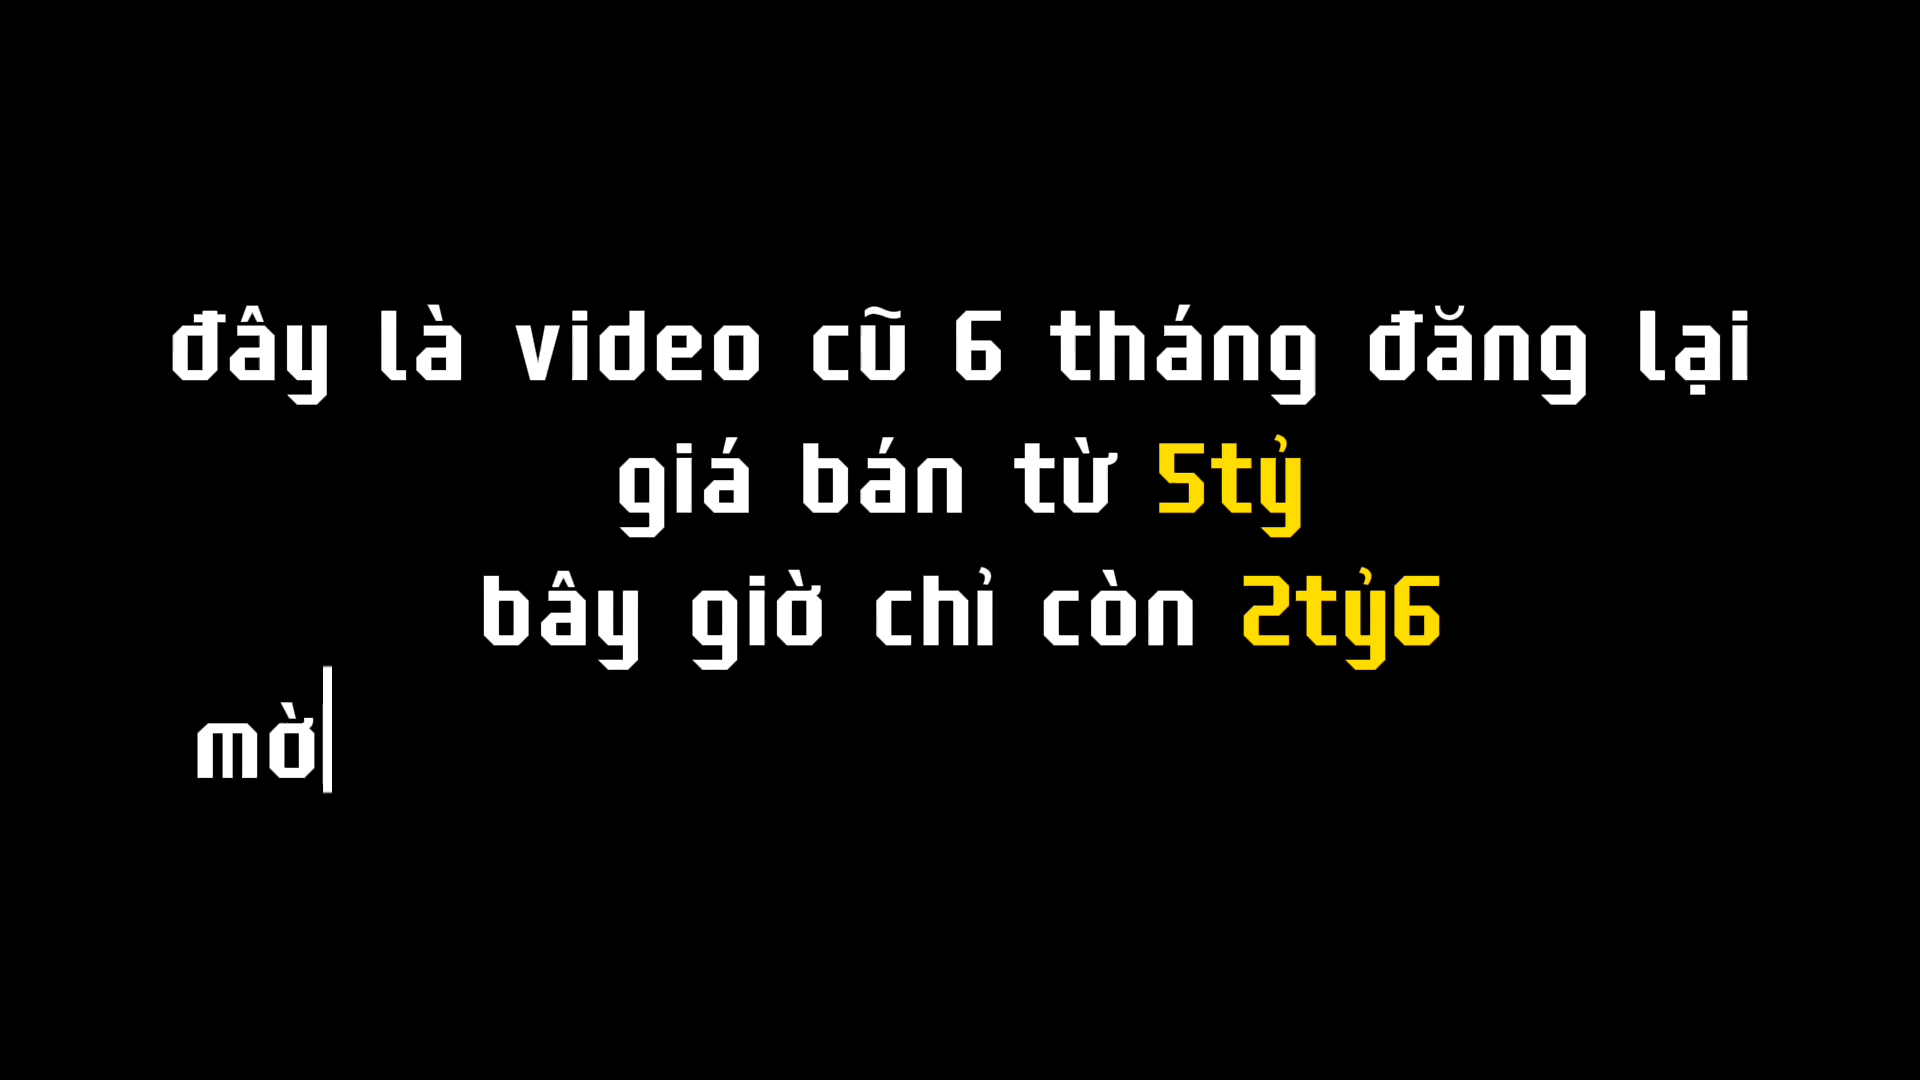 đây là video cũ 6 tháng đăng lại
giá bán từ 5tỷ
bây giờ chỉ còn 2tỷ6
mờ